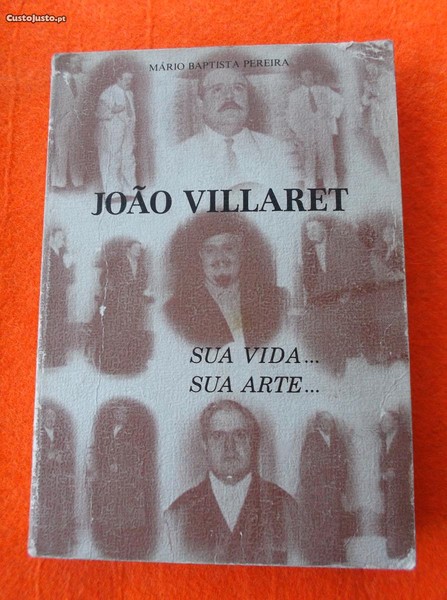 CustoJusto.pt
MÁRIO BAPTISTA PEREIRA
JOÃO VILLARET
SUA VIDA...
SUA ARTE...